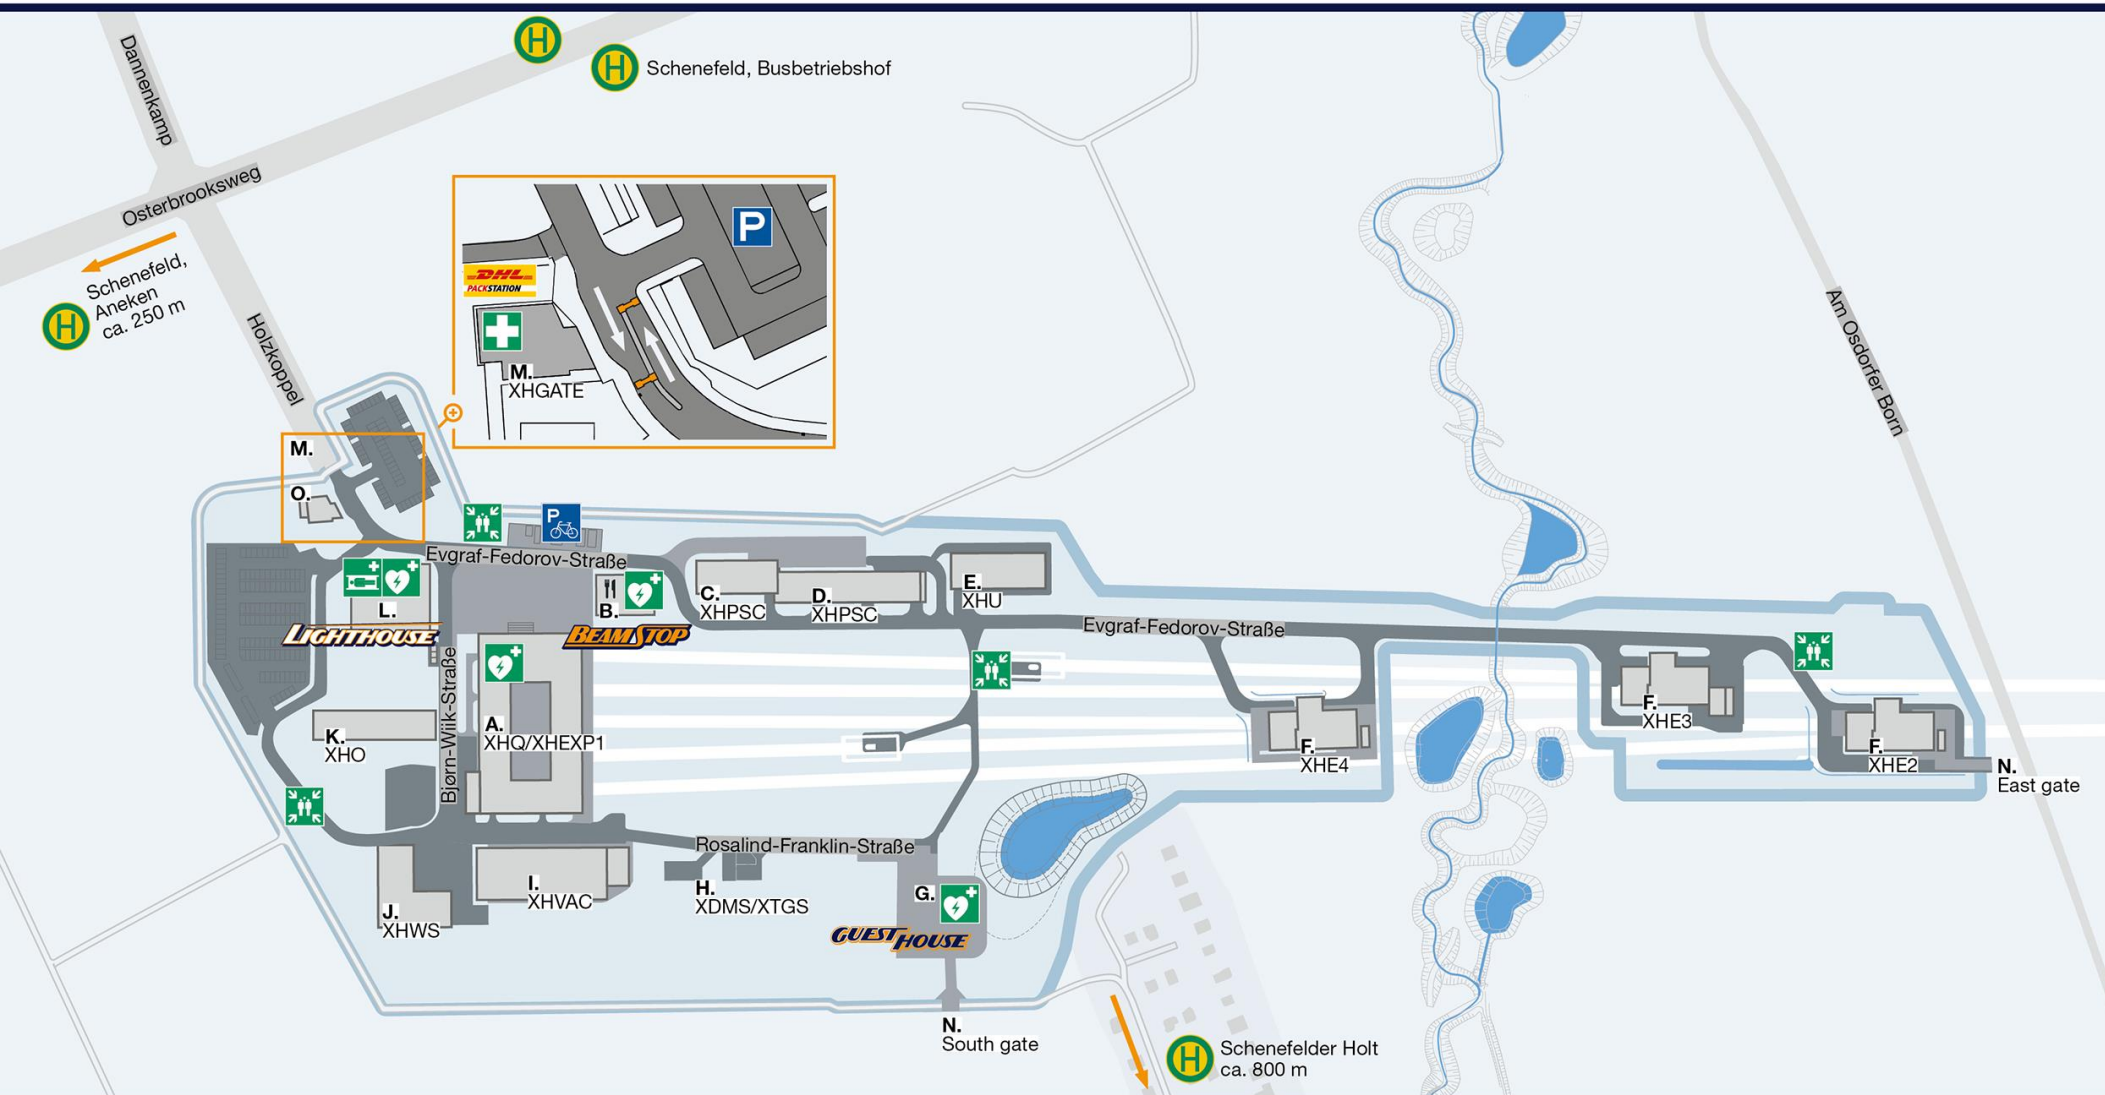 Dannenkamp
H
H
Schenefeld, Busbetriebshof
Osterbrooksweg
Schenefeld,
Aneken
ca. 250 m
H
Holzkoppel
P
DHL
PACKSTATION
M.
XHGATE
M.
O.
P
Evgraf-Fedorov-Straße
L.
LIGHTHOUSE
B.
BEAMSTOP
C.
XHPSC
D.
XHPSC
E.
XHU
Evgraf-Fedorov-Straße
Am Osdorfer Born
Bjørn-Wiik-Straße
A.
XHQ/XHEXP1
K.
XHO
F.
XHE4
F.
XHE3
F.
XHE2
N.
East gate
Rosalind-Franklin-Straße
J.
XHWS
I.
XHVAC
H.
XDMS/XTGS
G.
GUESTHOUSE
N.
South gate
H
Schenefelder Holt
ca. 800 m